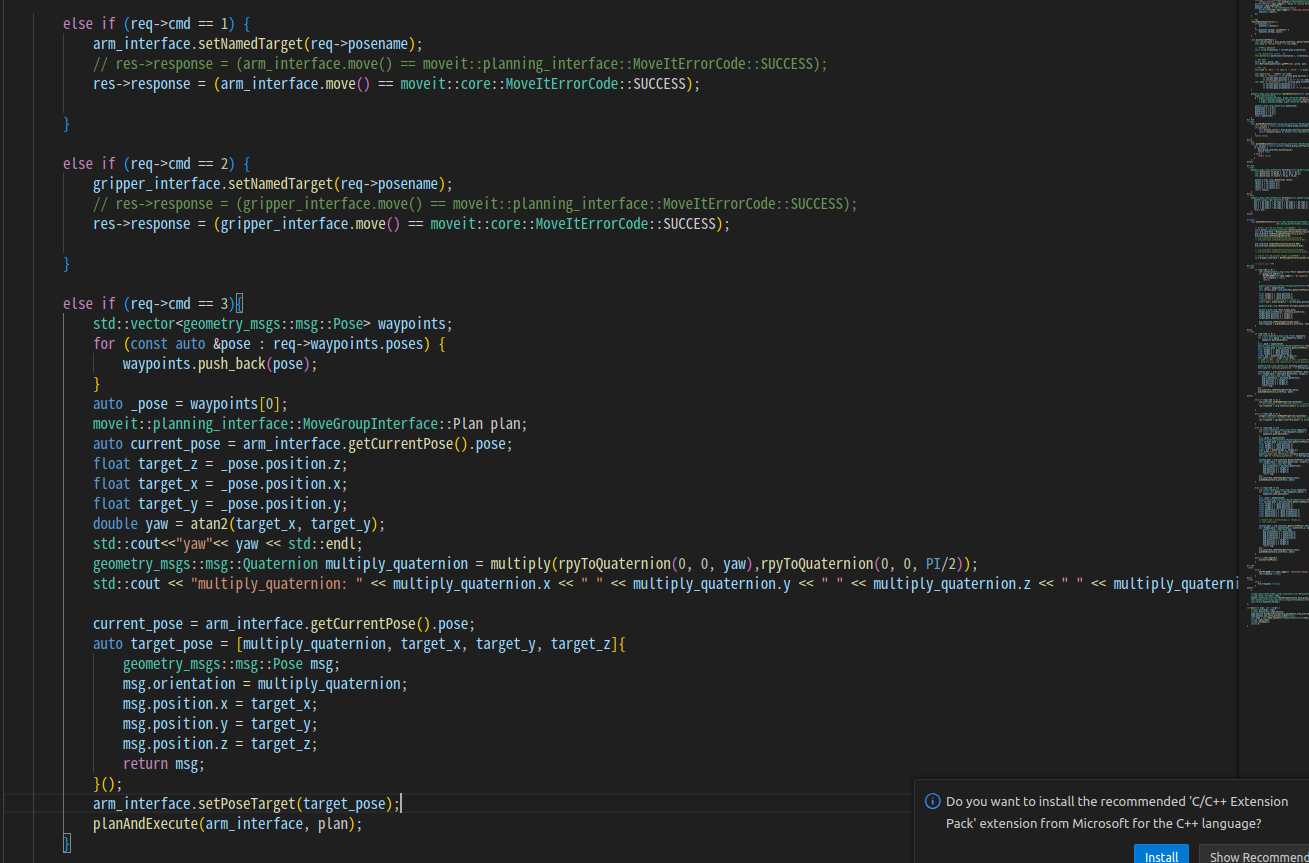 else if (req->cmd == 1) {
arm_interface.setNamedTarget(req->posename);
// res->response = (arm_interface.move() == moveit::planning_interface::MoveItErrorCode::SUCCESS);
res->response = (arm_interface.move() == moveit::core::MoveItErrorCode::SUCCESS);
}
else if (req->cmd == 2) {
gripper_interface.setNamedTarget(req->posename);
// res->response = (gripper_interface.move() == moveit::planning_interface::MoveItErrorCode::SUCCESS);
res->response = (gripper_interface.move() == moveit::core::MoveItErrorCode::SUCCESS);
}
else if (req->cmd == 3){
std::vector<geometry_msgs::msg::Pose> waypoints;
for (const auto &pose : req->waypoints.poses) {
waypoints.push_back(pose);
}
auto _pose = waypoints[0];
moveit::planning_interface::MoveGroupInterface::Plan plan;
auto current_pose = arm_interface.getCurrentPose().pose;
float target_z = _pose.position.z;
float target_x = _pose.position.x;
float target_y = _pose.position.y;
double yaw = atan2(target_x, target_y);
std::cout<<"yaw"<< yaw << std::endl;
geometry_msgs::msg::Quaternion multiply_quaternion = multiply(rpyToQuaternion(0, 0, yaw),rpyToQuaternion(0, 0, PI/2));
std::cout << "multiply_quaternion: " << multiply_quaternion.x << " " << multiply_quaternion.y << " " << multiply_quaternion.z << " " << multiply_quaterni
current_pose = arm_interface.getCurrentPose().pose;
auto target_pose = [multiply_quaternion, target_x, target_y, target_z]{
geometry_msgs::msg::Pose msg;
msg.orientation = multiply_quaternion;
msg.position.x = target_x;
msg.position.y = target_y;
msg.position.z = target_z;
return msg;
}();
arm_interface.setPoseTarget(target_pose);
planAndExecute(arm_interface, plan);
}
Do you want to install the recommended 'C/C++ Extension
Pack' extension from Microsoft for the C++ language?
Install
Show Recommend